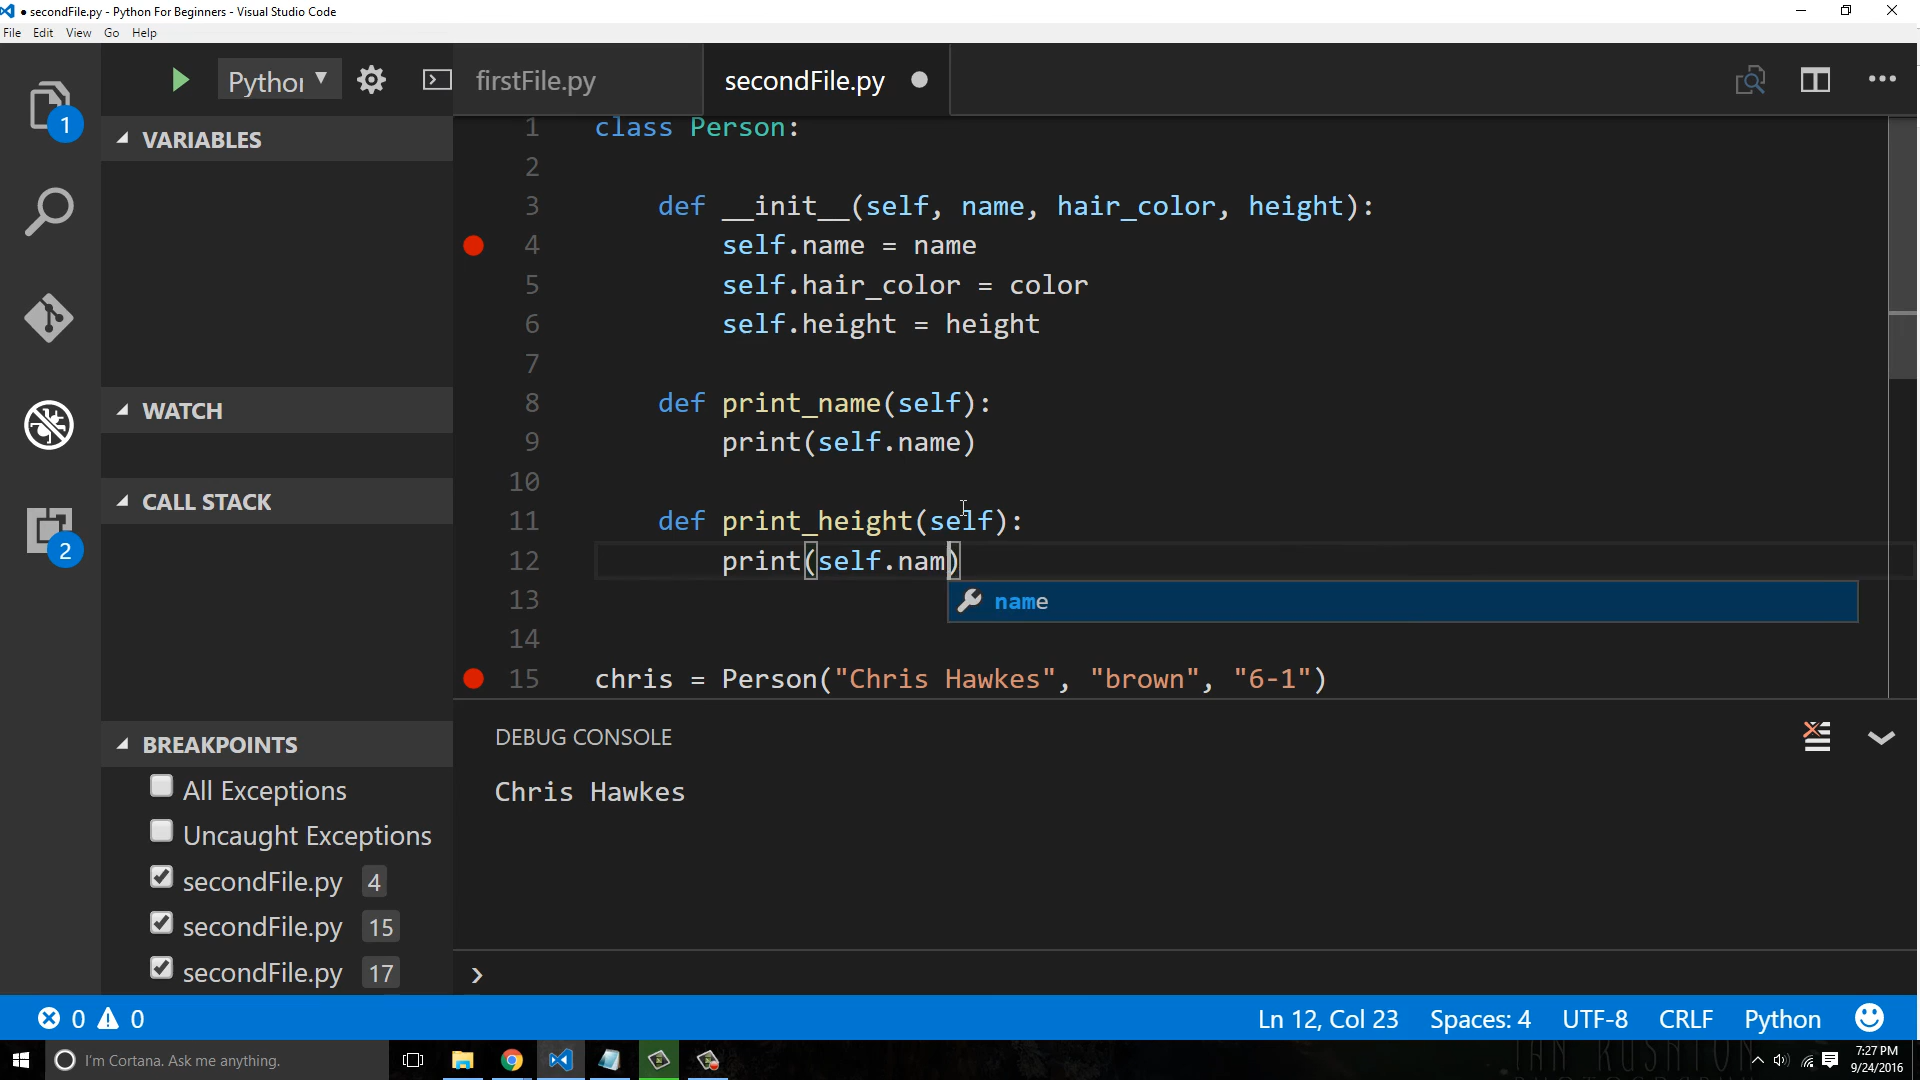 ● secondFile.py - Python For Beginners - Visual Studio Code
File Edit View Go Help
firstFile.py
secondFile.py
VARIABLES
WATCH
CALL STACK
BREAKPOINTS
All Exceptions
Uncaught Exceptions
secondFile.py 4
secondFile.py 15
secondFile.py 17
1
2
1 class Person:
2
3 def __init__(self, name, hair_color, height):
4 self.name = name
5 self.hair_color = color
6 self.height = height
7
8 def print_name(self):
9 print(self.name)
10
11 def print_height(self):
12 print(self.nam)
name
13
14
15 chris = Person("Chris Hawkes", "brown", "6-1")
DEBUG CONSOLE
Chris Hawkes
0 0
Ln 12, Col 23 Spaces: 4 UTF-8 CRLF Python
I'm Cortana. Ask me anything.
7:27 PM
9/24/2016